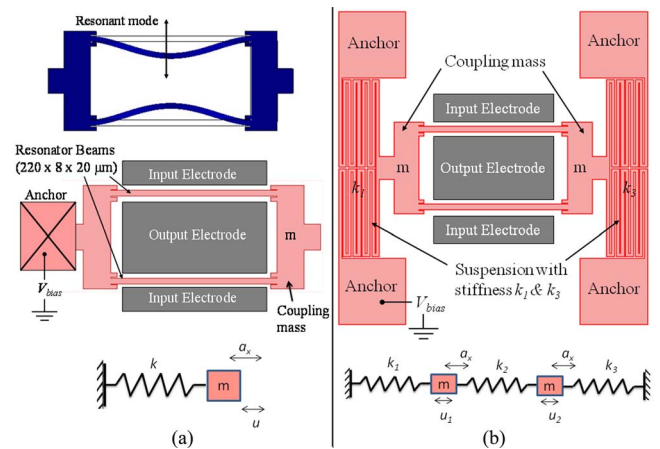 (a)
Resonant mode
Resonator Beams
(220 x 8 x 20 μm)
Anchor
V_bias
Input Electrode
Output Electrode
Input Electrode
m
Coupling
mass
k
m
a_x
u
(b)
Anchor
Anchor
Coupling mass
Input Electrode
Output Electrode
Input Electrode
m
m
k_1
k_3
Suspension with
stiffness k_1 & k_3
Anchor
Anchor
V_bias
k_1
a_x
k_2
a_x
k_3
m
m
u_1
u_2
(a)
(b)